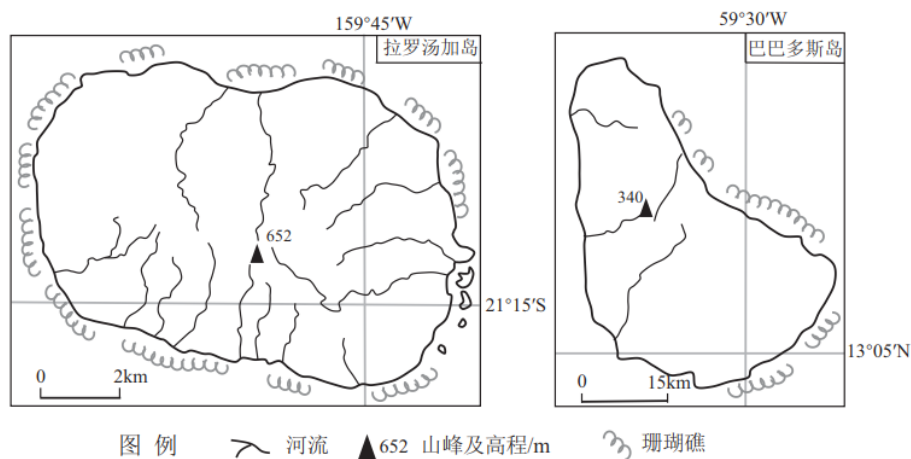 159°45′W
拉罗汤加岛
652
21°15′S
0 2km
59°30′W
巴巴多斯岛
340
13°05′N
0 15km
图 例 河流 652 山峰及高程/m 珊瑚礁